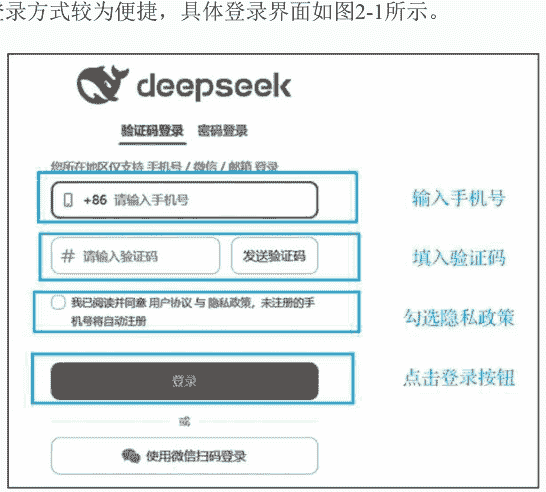 登录方式较为便捷，具体登录界面如图2-1所示。
deepseek
验证码登录 密码登录
您所在地区仅支持 手机号 / 微信 / 邮箱 登录
+86 请输入手机号
输入手机号
# 请输入验证码 发送验证码
填入验证码
我已阅读并同意 用户协议 与 隐私政策，未注册的手
机号将自动注册
勾选隐私政策
登录
点击登录按钮
或
使用微信扫码登录